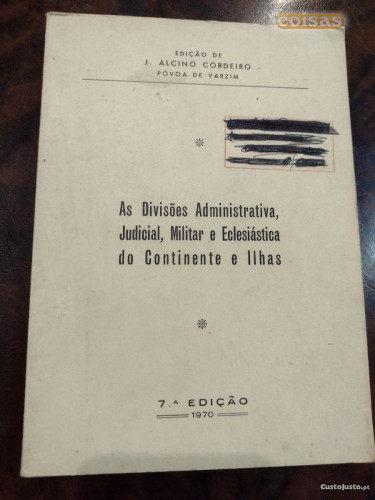 coisas
EDIÇÃO DE
J. ALCINO CORDEIRO
PÓVOA DE VARZIM
As Divisões Administrativa,
Judicial, Militar e Eclesiástica
do Continente e Ilhas
7.ª EDIÇÃO
1970
CustoJusto.pt